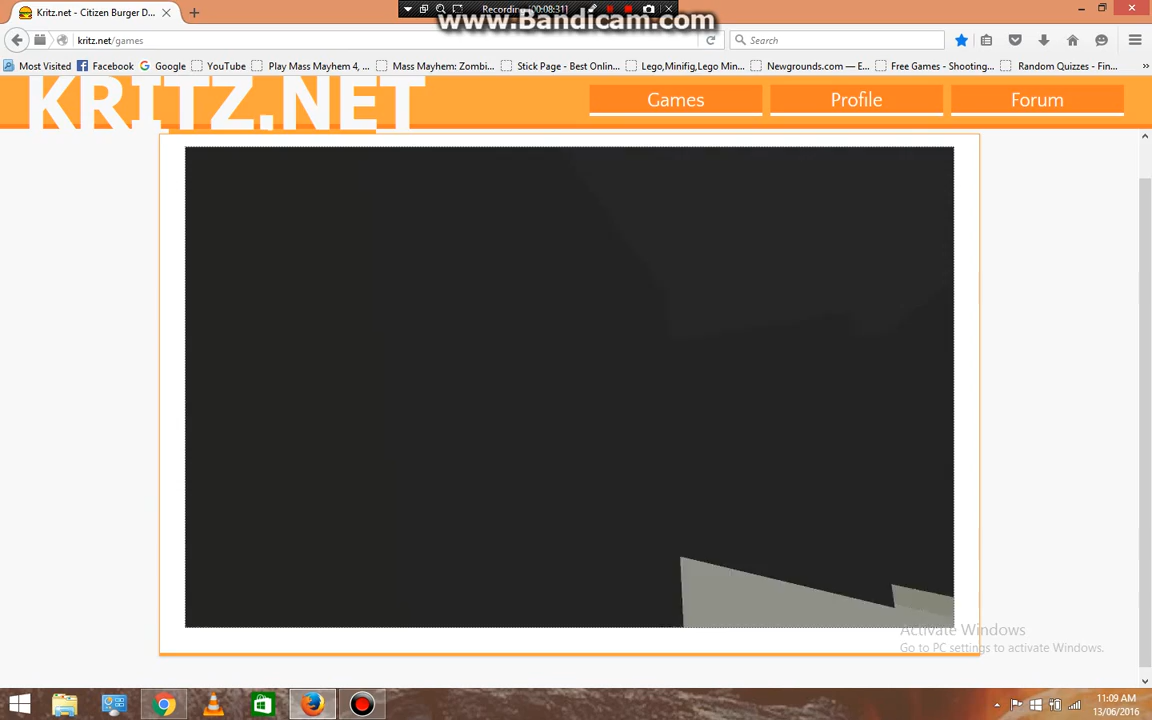 Kritz.net - Citizen Burger D...
Recording [00:08:31]
www.Bandicam.com
kritz.net/games
Search
Most Visited Facebook Google YouTube Play Mass Mayhem 4, ... Mass Mayhem: Zombi... Stick Page - Best Onlin... Lego,Minifig,Lego Min... Newgrounds.com — E... Free Games - Shooting... Random Quizzes - Fin...
KRITZ.NET
Games Profile Forum
Activate Windows
Go to PC settings to activate Windows.
11:09 AM
13/06/2016